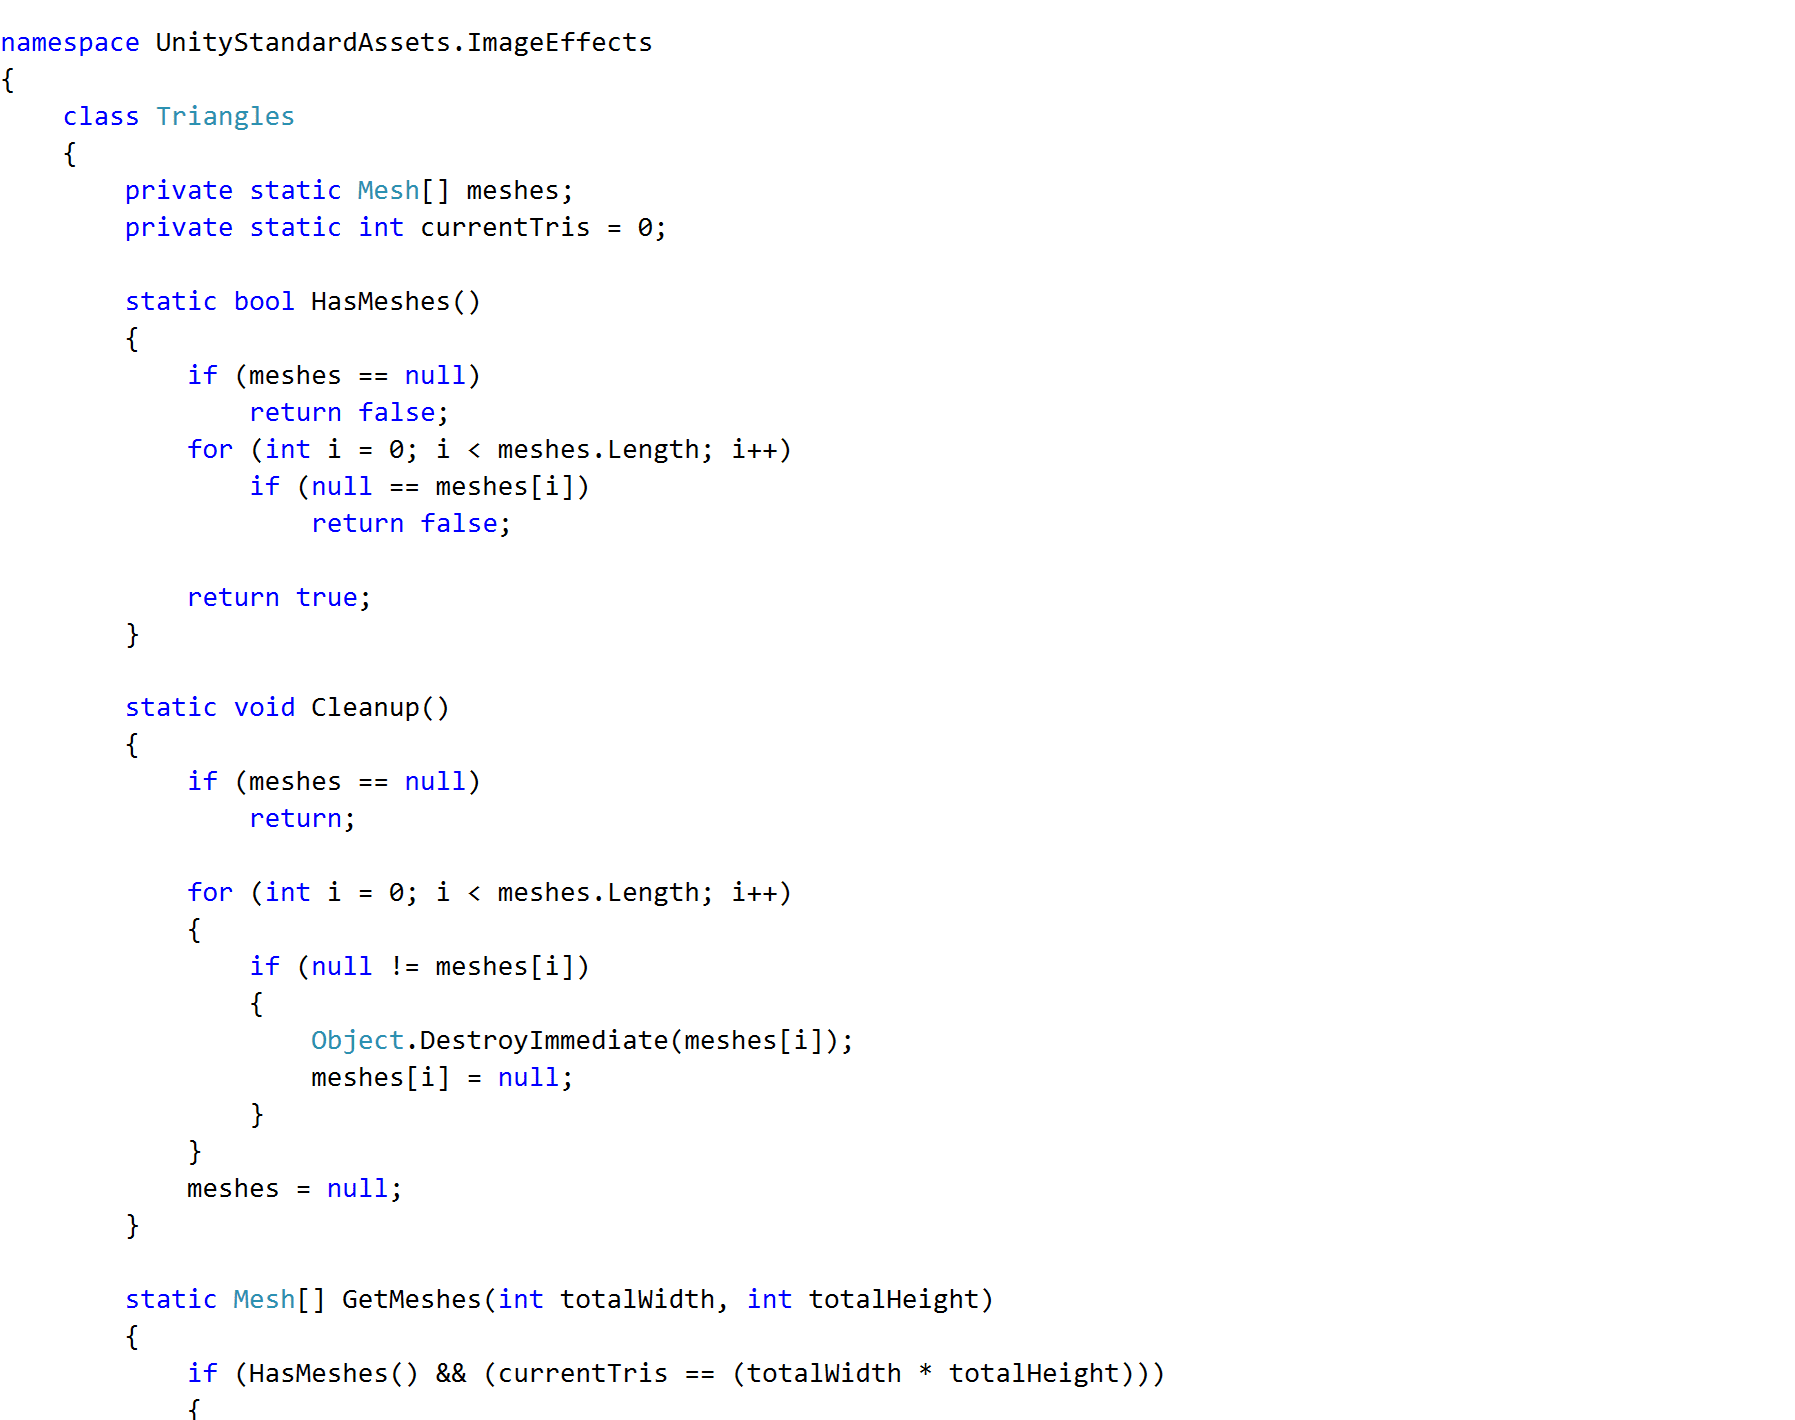 namespace UnityStandardAssets.ImageEffects
{
    class Triangles
    {
        private static Mesh[] meshes;
        private static int currentTris = 0;

        static bool HasMeshes()
        {
            if (meshes == null)
                return false;
            for (int i = 0; i < meshes.Length; i++)
                if (null == meshes[i])
                    return false;

            return true;
        }

        static void Cleanup()
        {
            if (meshes == null)
                return;

            for (int i = 0; i < meshes.Length; i++)
            {
                if (null != meshes[i])
                {
                    Object.DestroyImmediate(meshes[i]);
                    meshes[i] = null;
                }
            }
            meshes = null;
        }

        static Mesh[] GetMeshes(int totalWidth, int totalHeight)
        {
            if (HasMeshes() && (currentTris == (totalWidth * totalHeight)))
            {